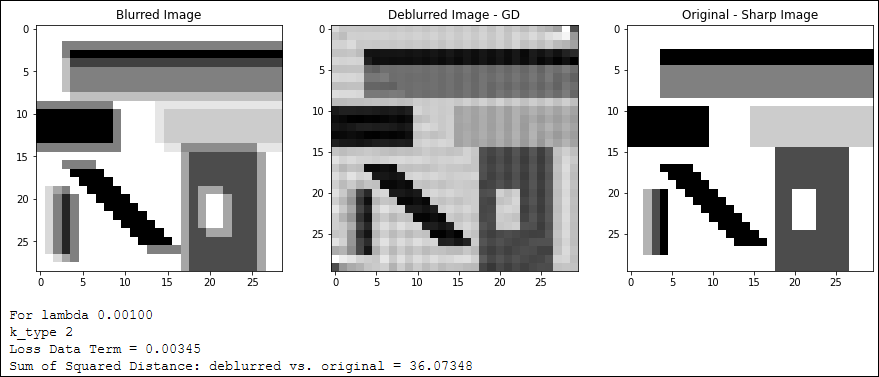 Blurred Image
Deblurred Image - GD
Original - Sharp Image
0
5
10
15
20
25
0 5 10 15 20 25
0
5
10
15
20
25
0 5 10 15 20 25
0
5
10
15
20
25
0 5 10 15 20 25
For lambda 0.00100
k_type 2
Loss Data Term = 0.00345
Sum of Squared Distance: deblurred vs. original = 36.07348